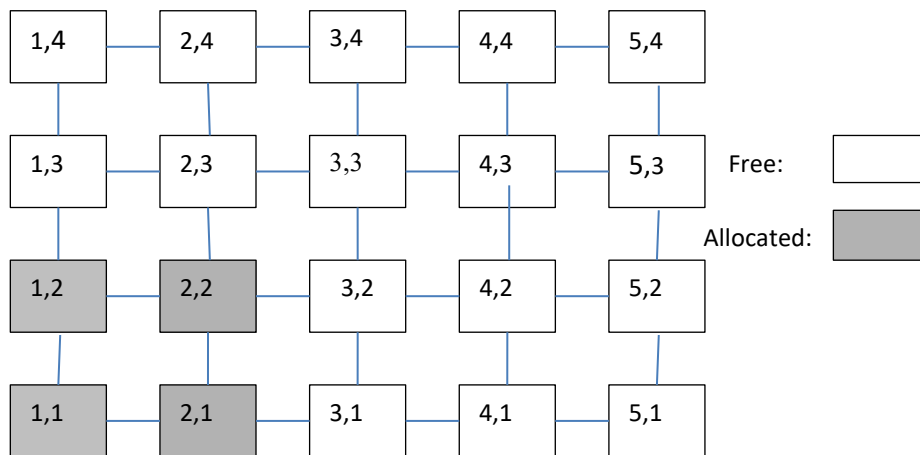 1,4 2,4 3,4 4,4 5,4
1,3 2,3 3,3 4,3 5,3
Free:
Allocated:
1,2 2,2 3,2 4,2 5,2
1,1 2,1 3,1 4,1 5,1